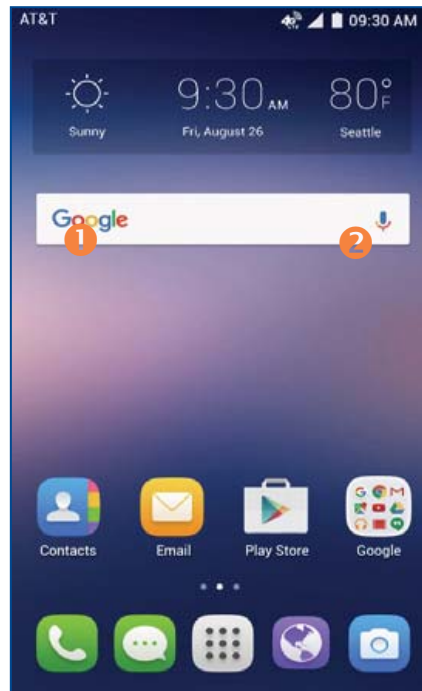 AT&T 4G 09:30 AM
9:30 AM 80°F
Sunny Fri, August 26 Seattle
Google
1 2
G M
Contacts Email Play Store Google